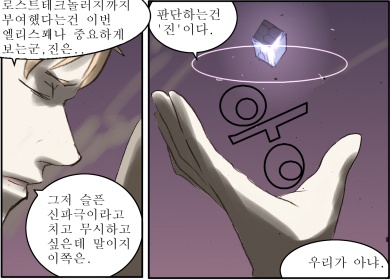 로스트테크놀러지까지
부여했다는건 이번
엘리스쾌나 중요하게
보는군,진은..
그저 슬픈
신파극이라고
치고 무시하고
싶은데 말이지
이쪽은.
판단하는건
'진'이다.
웅
우리가 아냐.